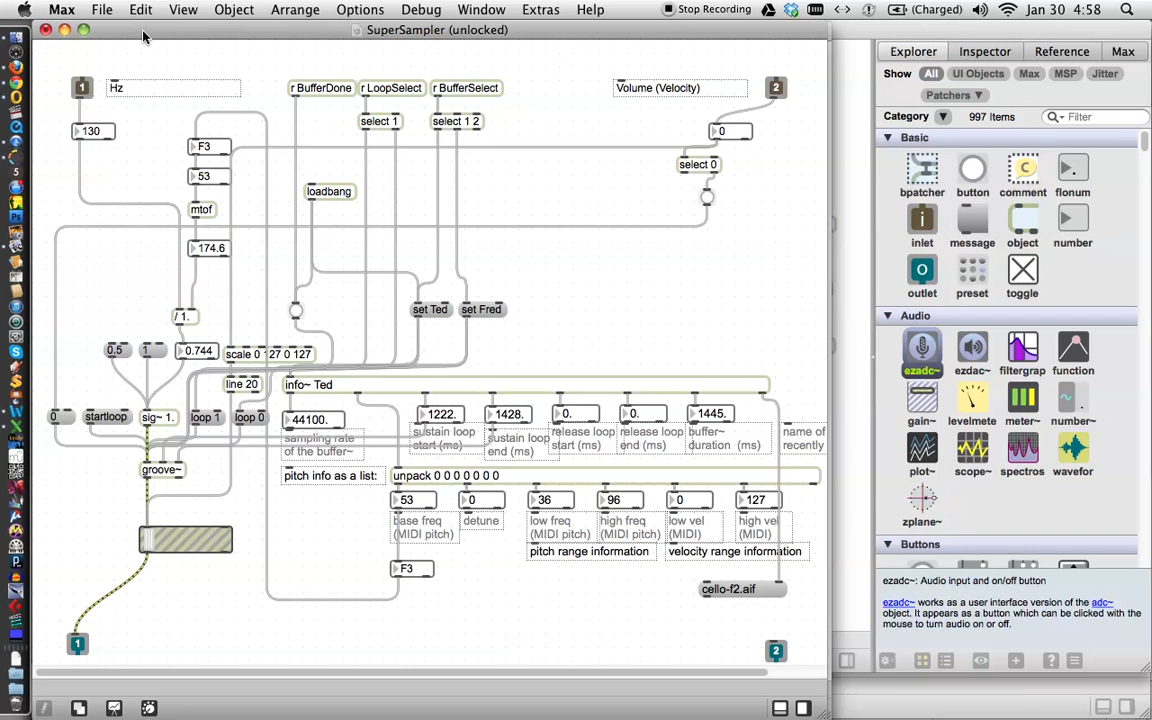 Max File Edit View Object Arrange Options Debug Window Extras Help Stop Recording (Charged) Jan 30 4:58
SuperSampler (unlocked)
1 Hz r BufferDone r LoopSelect r BufferSelect Volume (Velocity) 2
130 select 1 select 1 2 0
F3
select 0
53
loadbang
mtof
174.6
/ 1. set Ted set Fred
0.5 1 0.744 scale 0 127 0 127
line 20 info~ Ted
0 startloop sig~ 1. loop 1 loop 0 44100. 1222. 1428. 0. 0. 1445.
sampling rate
of the buffer~
sustain loop
start (ms)
sustain loop
end (ms)
release loop
start (ms)
release loop
end (ms)
buffer~
duration (ms)
name of
recently
groove~ pitch info as a list: unpack 0 0 0 0 0 0 0
53 0 36 96 0 127
base freq
(MIDI pitch)
detune
low freq
(MIDI pitch)
high freq
(MIDI pitch)
low vel
(MIDI)
high vel
(MIDI)
pitch range information velocity range information
F3
cello-f2.aif
1 2
Explorer Inspector Reference Max
Show All UI Objects Max MSP Jitter
Patchers ▼
Category ▼ 997 Items Filter
Basic
bpatcher button comment flonum
inlet message object number
outlet preset toggle
Audio
ezadc~ ezdac~ filtergrap function
gain~ levelmete meter~ number~
plot~ scope~ spectros wavefor
zplane~
Buttons
ezadc~: Audio input and on/off button
ezadc~ works as a user interface version of the adc~
object. It appears as a button which can be clicked with the
mouse to turn audio on or off.